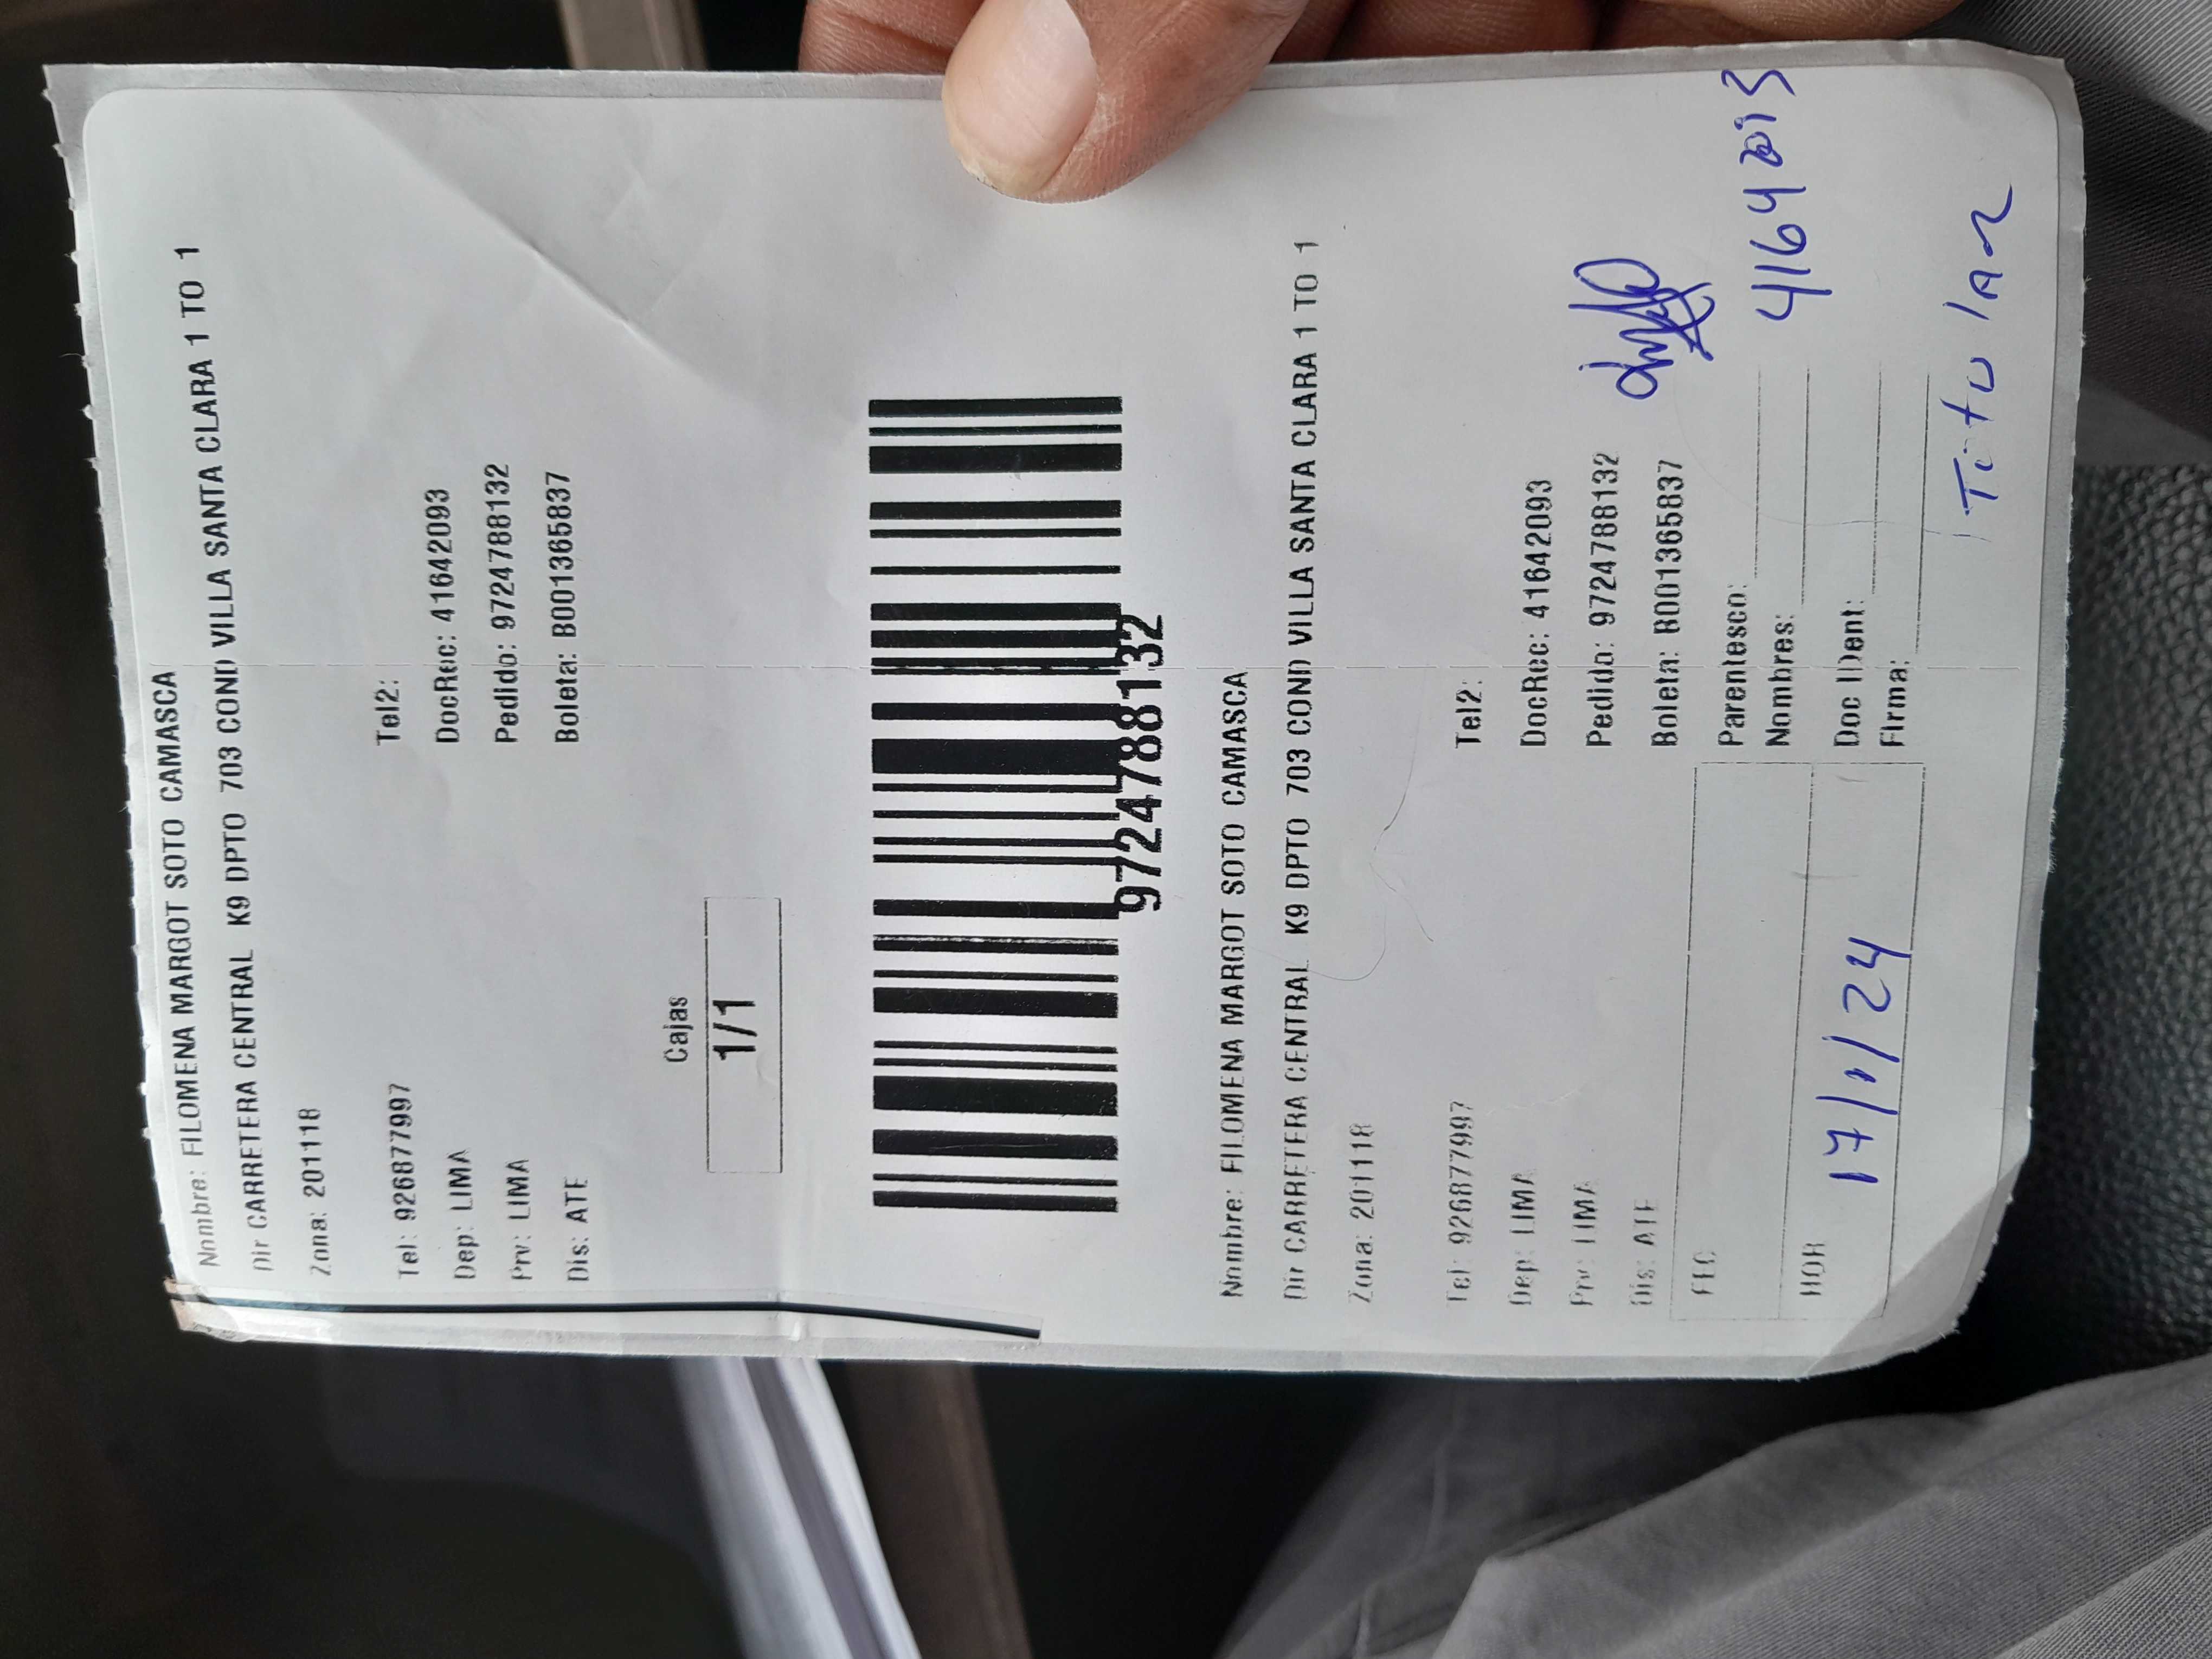 Nombre: FILOMENA MARGOT SOTO CAMASCA
Dir CARRETERA CENTRAL K9 DPTO 703 COND VILLA SANTA CLARA 1 TO 1
Zona: 201118
Tel: 926877997 Tel2:
Dep: LIMA DocRec: 41642093
Prv: LIMA Pedido: 97247788132
Dis: ATE Boleta: B001365837
Cajas
1/1
97247788132
Nombre: FILOMENA MARGOT SOTO CAMASCA
Dir CARRETERA CENTRAL K9 DPTO 703 COND VILLA SANTA CLARA 1 TO 1
Zona: 201118
Tel: 926877997 Tel2:
Dep: LIMA DocRec: 41642093
Prv: LIMA Pedido: 97247788132
Dis: ATE Boleta: B001365837
FEC Parentesco:
Nombres: 41642093
HOR 17/11/24 Doc IDent:
Firma:
Titular